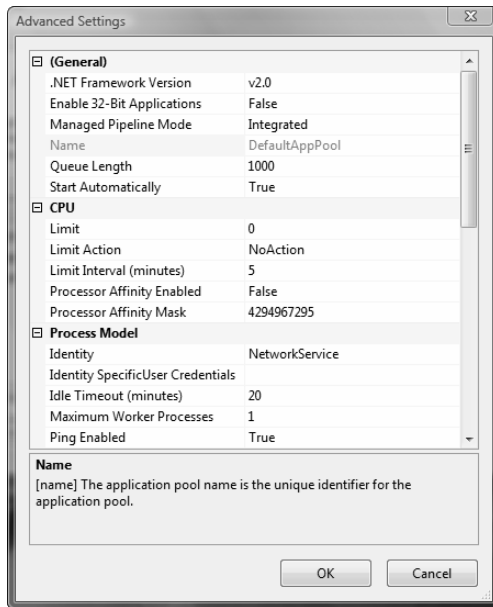 Advanced Settings
(General)
.NET Framework Version v2.0
Enable 32-Bit Applications False
Managed Pipeline Mode Integrated
Name DefaultAppPool
Queue Length 1000
Start Automatically True
CPU
Limit 0
Limit Action NoAction
Limit Interval (minutes) 5
Processor Affinity Enabled False
Processor Affinity Mask 4294967295
Process Model
Identity NetworkService
Identity SpecificUser Credentials
Idle Timeout (minutes) 20
Maximum Worker Processes 1
Ping Enabled True
Name
[name] The application pool name is the unique identifier for the
application pool.
OK Cancel